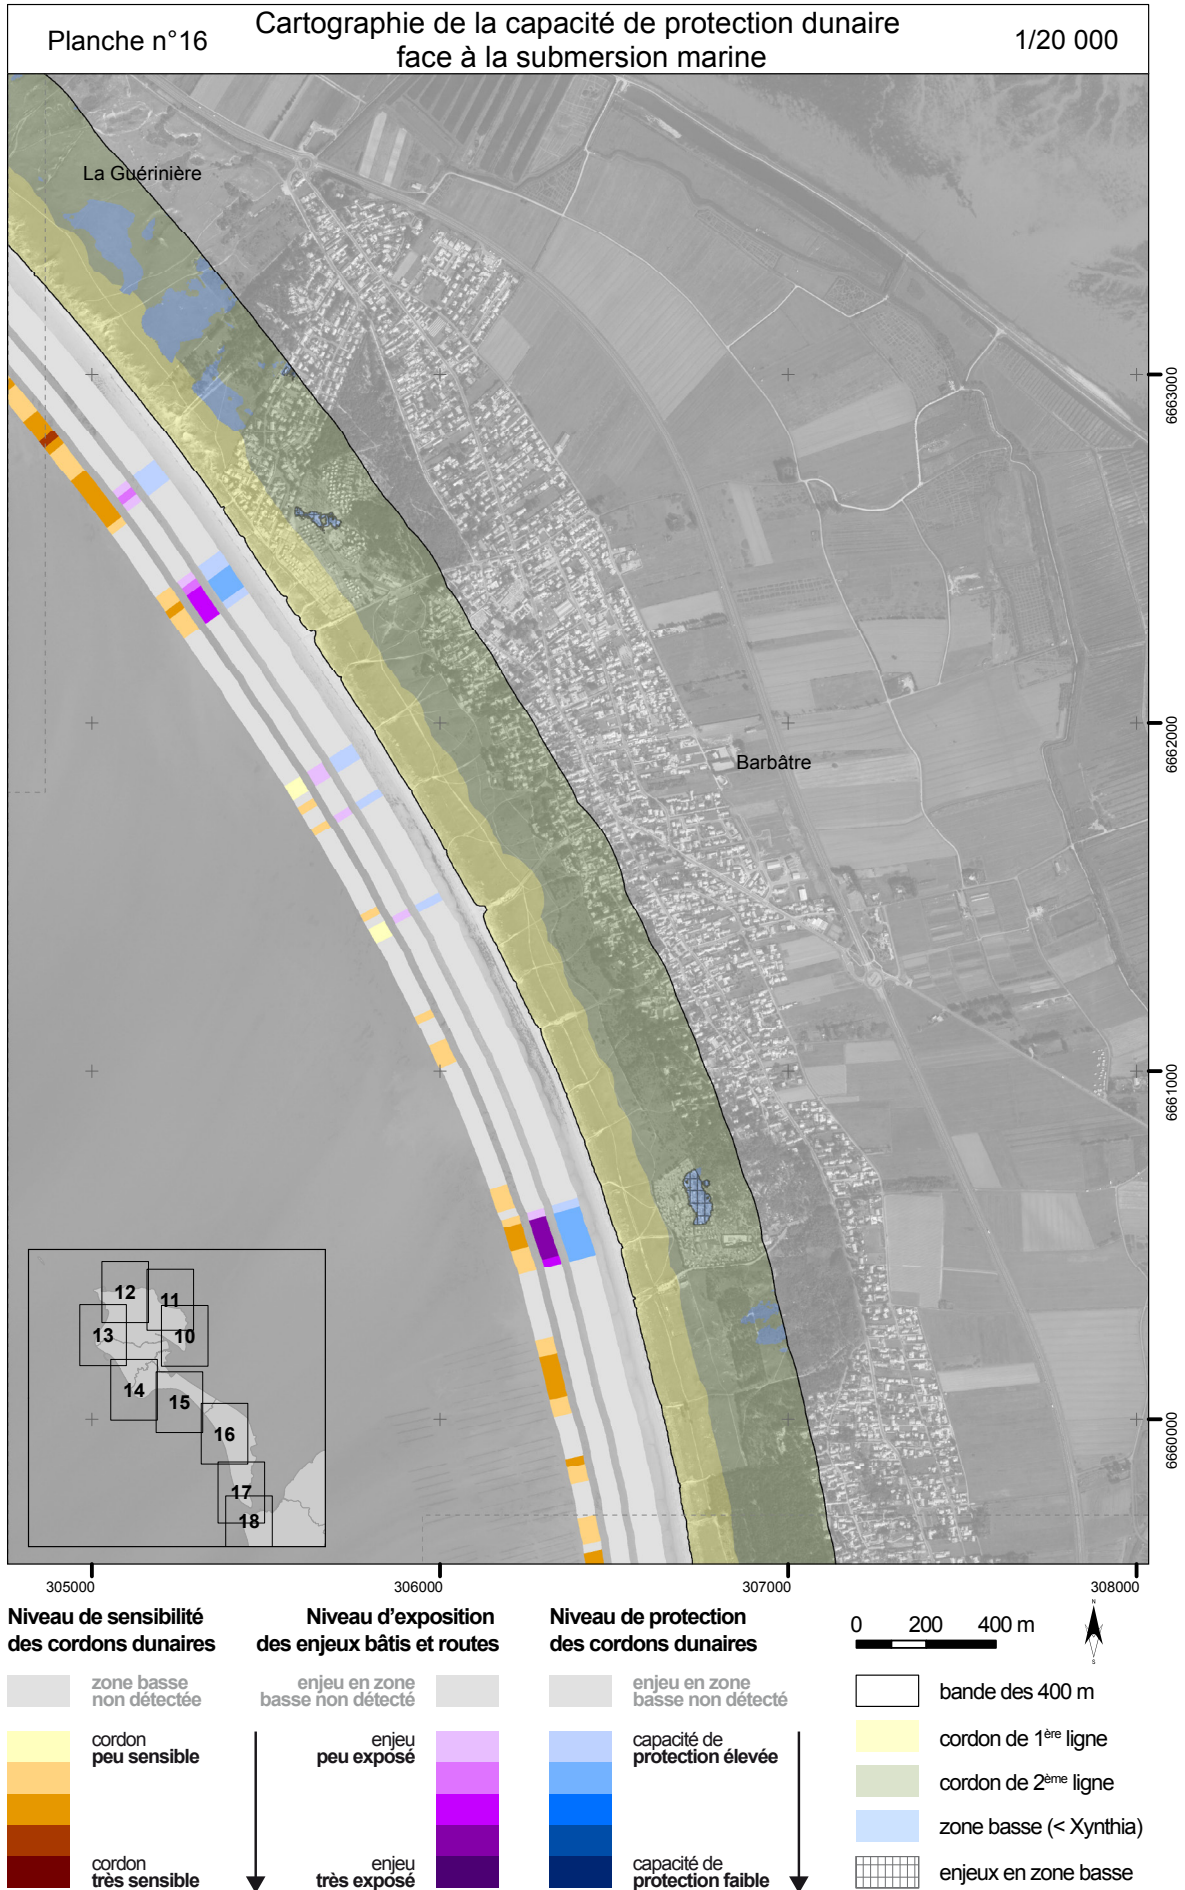 Planche n°16
Cartographie de la capacité de protection dunaire
face à la submersion marine
1/20 000
La Guérinière
Barbâtre
6663000
6662000
6661000
6660000
12
11
13
10
14
15
16
17
18
305000
306000
307000
308000
Niveau de sensibilité
des cordons dunaires
zone basse
non détectée
cordon
peu sensible
cordon
très sensible
Niveau d'exposition
des enjeux bâtis et routes
enjeu en zone
basse non détecté
enjeu
peu exposé
enjeu
très exposé
Niveau de protection
des cordons dunaires
enjeu en zone
basse non détecté
capacité de
protection élevée
capacité de
protection faible
0 200 400 m
N
S
bande des 400 m
cordon de 1ère ligne
cordon de 2ème ligne
zone basse (< Xynthia)
enjeux en zone basse